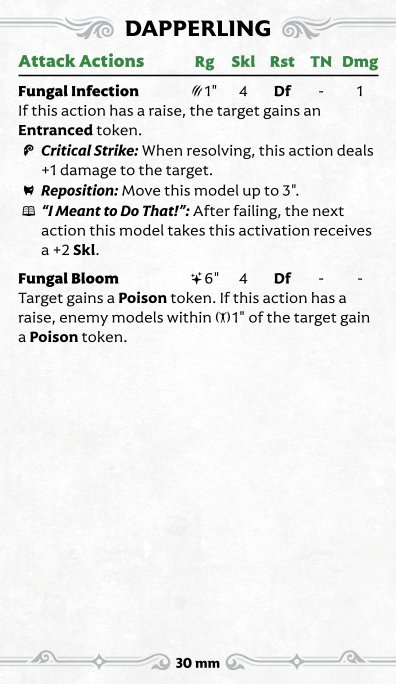 DAPPERLING
Attack Actions Rg Skl Rst TN Dmg
Fungal Infection 1" 4 Df - 1
If this action has a raise, the target gains an
Entranced token.
Critical Strike: When resolving, this action deals
+1 damage to the target.
Reposition: Move this model up to 3".
“I Meant to Do That!”: After failing, the next
action this model takes this activation receives
a +2 Skl.
Fungal Bloom 6" 4 Df - -
Target gains a Poison token. If this action has a
raise, enemy models within 1" of the target gain
a Poison token.
30 mm